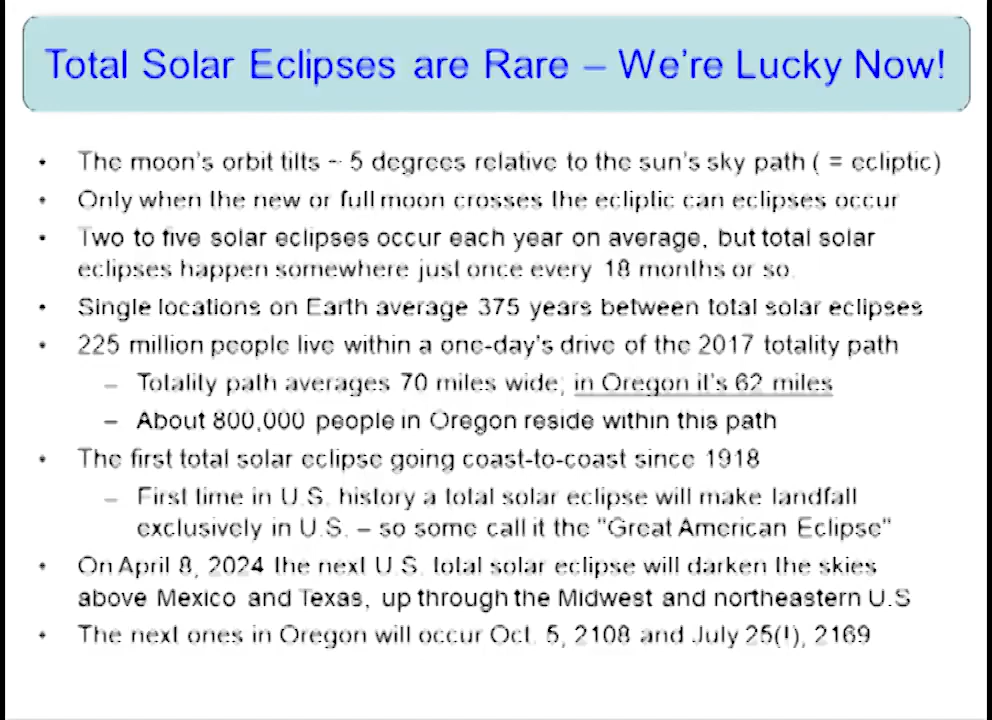 Total Solar Eclipses are Rare – We're Lucky Now!
• The moon's orbit tilts ~ 5 degrees relative to the sun's sky path ( = ecliptic)
• Only when the new or full moon crosses the ecliptic can eclipses occur
• Two to five solar eclipses occur each year on average, but total solar
eclipses happen somewhere just once every 18 months or so.
• Single locations on Earth average 375 years between total solar eclipses
• 225 million people live within a one-day's drive of the 2017 totality path
– Totality path averages 70 miles wide; in Oregon it's 62 miles
– About 800,000 people in Oregon reside within this path
• The first total solar eclipse going coast-to-coast since 1918
– First time in U.S. history a total solar eclipse will make landfall
exclusively in U.S. – so some call it the "Great American Eclipse"
• On April 8, 2024 the next U.S. total solar eclipse will darken the skies
above Mexico and Texas, up through the Midwest and northeastern U.S
• The next ones in Oregon will occur Oct. 5, 2108 and July 25(!), 2169